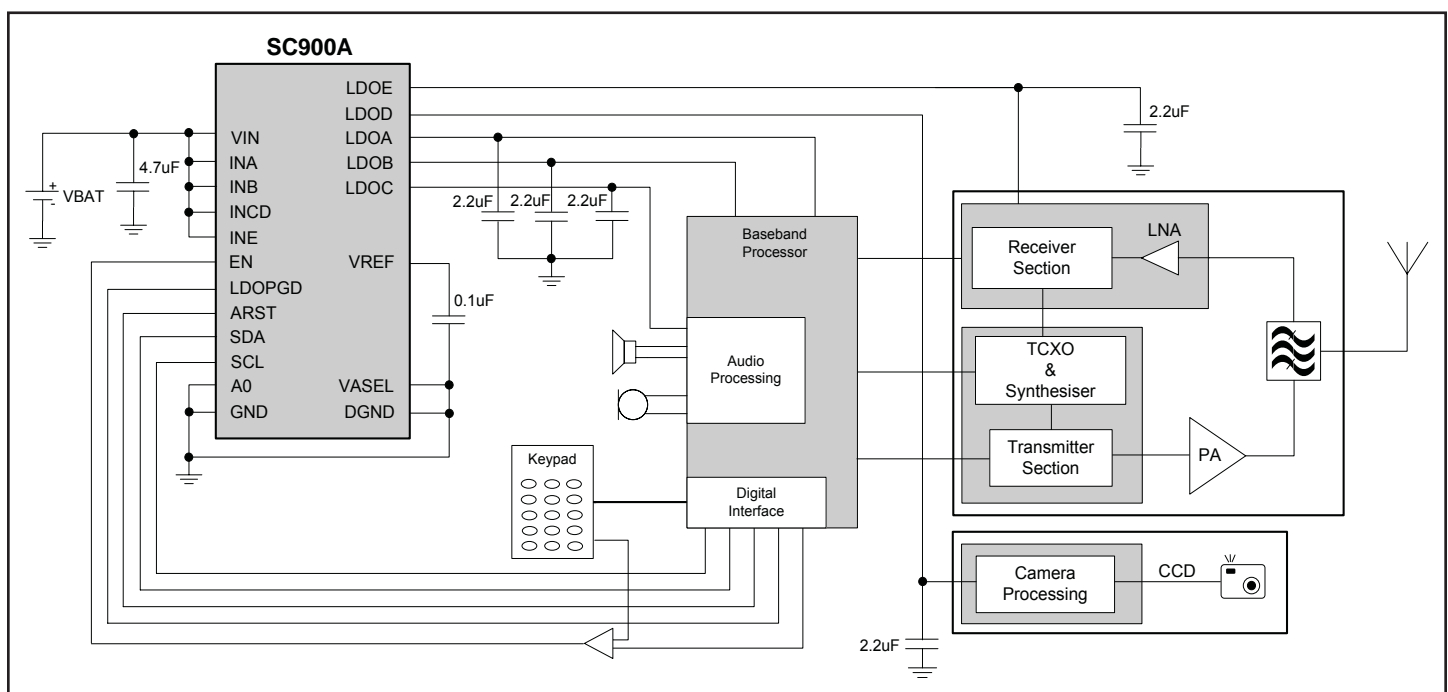 SC900A
LDOE
LDOD
LDOA
LDOB
LDOC
VREF
VASEL
DGND
VIN
INA
INB
INCD
INE
EN
LDOPGD
ARST
SDA
SCL
A0
GND
+
-
VBAT
4.7uF
2.2uF
2.2uF
2.2uF
2.2uF
0.1uF
Baseband
Processor
Audio
Processing
Digital
Interface
Keypad
LNA
Receiver
Section
TCXO
&
Synthesiser
Transmitter
Section
PA
Camera
Processing
CCD
2.2uF